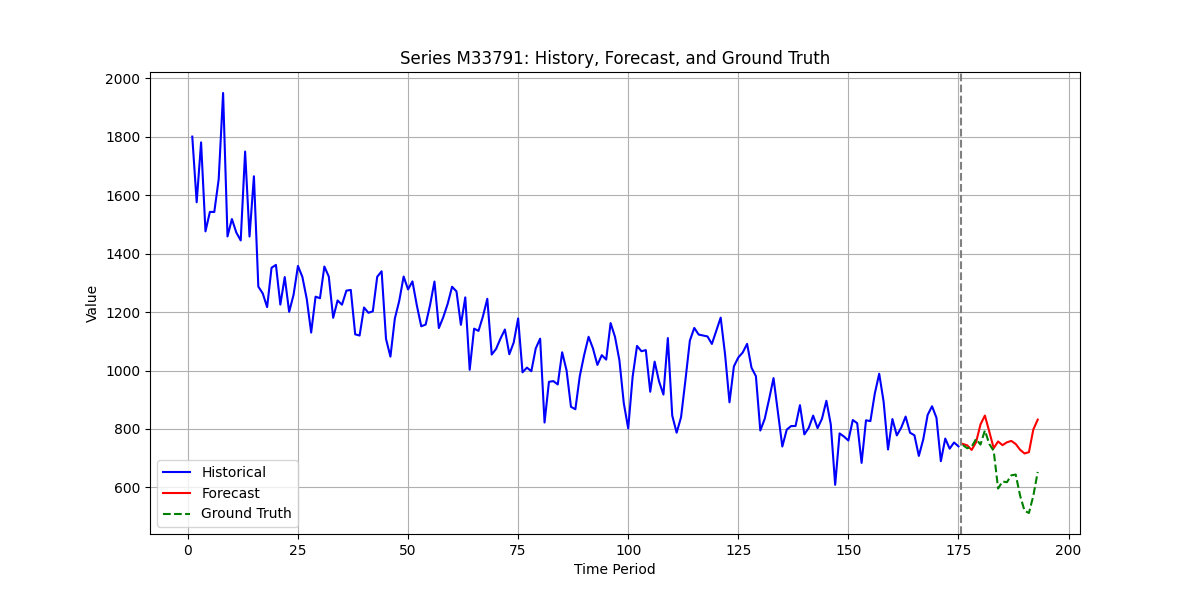 Series M33791: History, Forecast, and Ground Truth
2000
1800
1600
1400
1200
1000
800
600
Value
Historical
Forecast
Ground Truth
0 25 50 75 100 125 150 175 200
Time Period